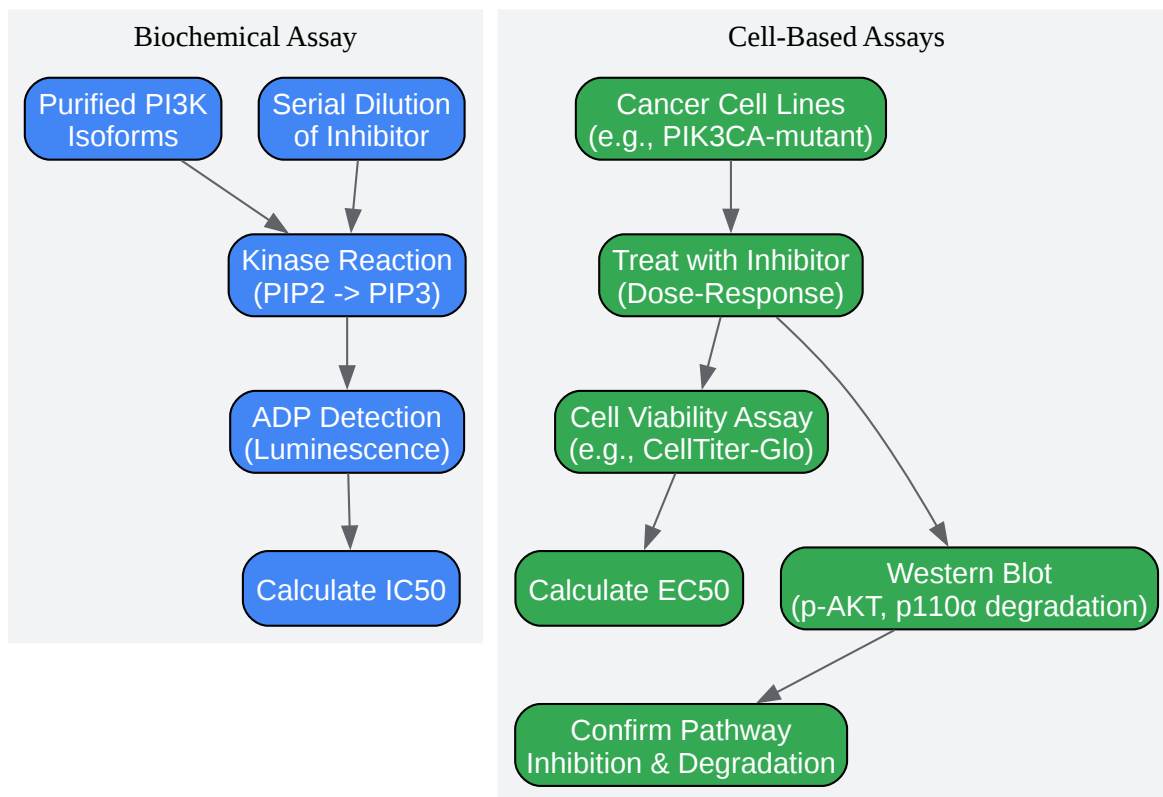 Biochemical Assay
Purified PI3K
Isoforms
Serial Dilution
of Inhibitor
Kinase Reaction
(PIP2 -> PIP3)
ADP Detection
(Luminescence)
Calculate IC50
Cell-Based Assays
Cancer Cell Lines
(e.g., PIK3CA-mutant)
Treat with Inhibitor
(Dose-Response)
Cell Viability Assay
(e.g., CellTiter-Glo)
Calculate EC50
Western Blot
(p-AKT, p110α degradation)
Confirm Pathway
Inhibition & Degradation